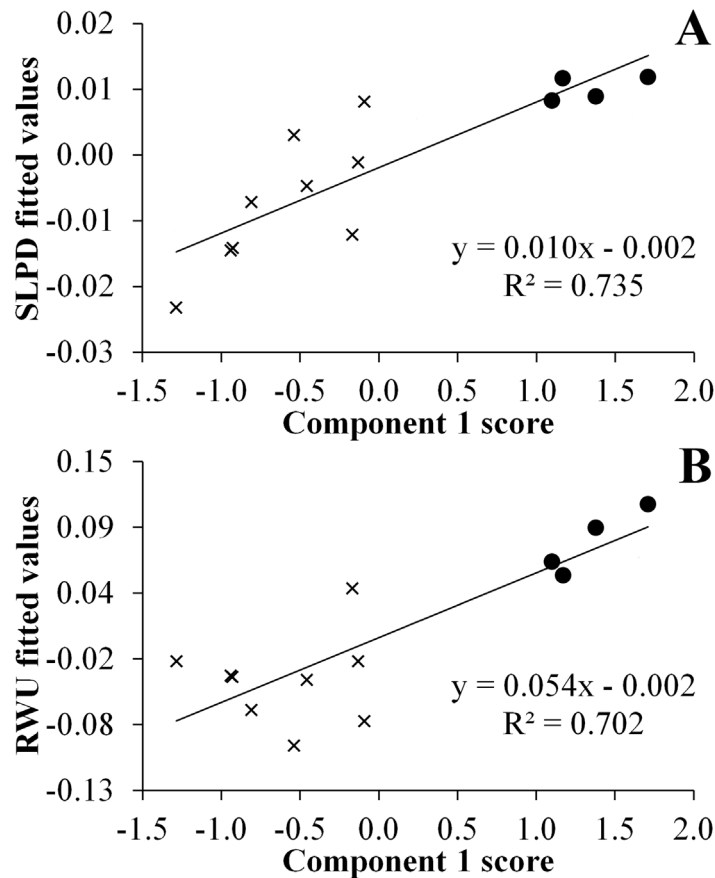 A
SLPD fitted values
0.02
0.01
0.00
-0.01
-0.02
-0.03
y = 0.010x - 0.002
R² = 0.735
-1.5 -1.0 -0.5 0.0 0.5 1.0 1.5 2.0
Component 1 score
B
RWU fitted values
0.15
0.09
0.04
-0.02
-0.08
-0.13
y = 0.054x - 0.002
R² = 0.702
-1.5 -1.0 -0.5 0.0 0.5 1.0 1.5 2.0
Component 1 score